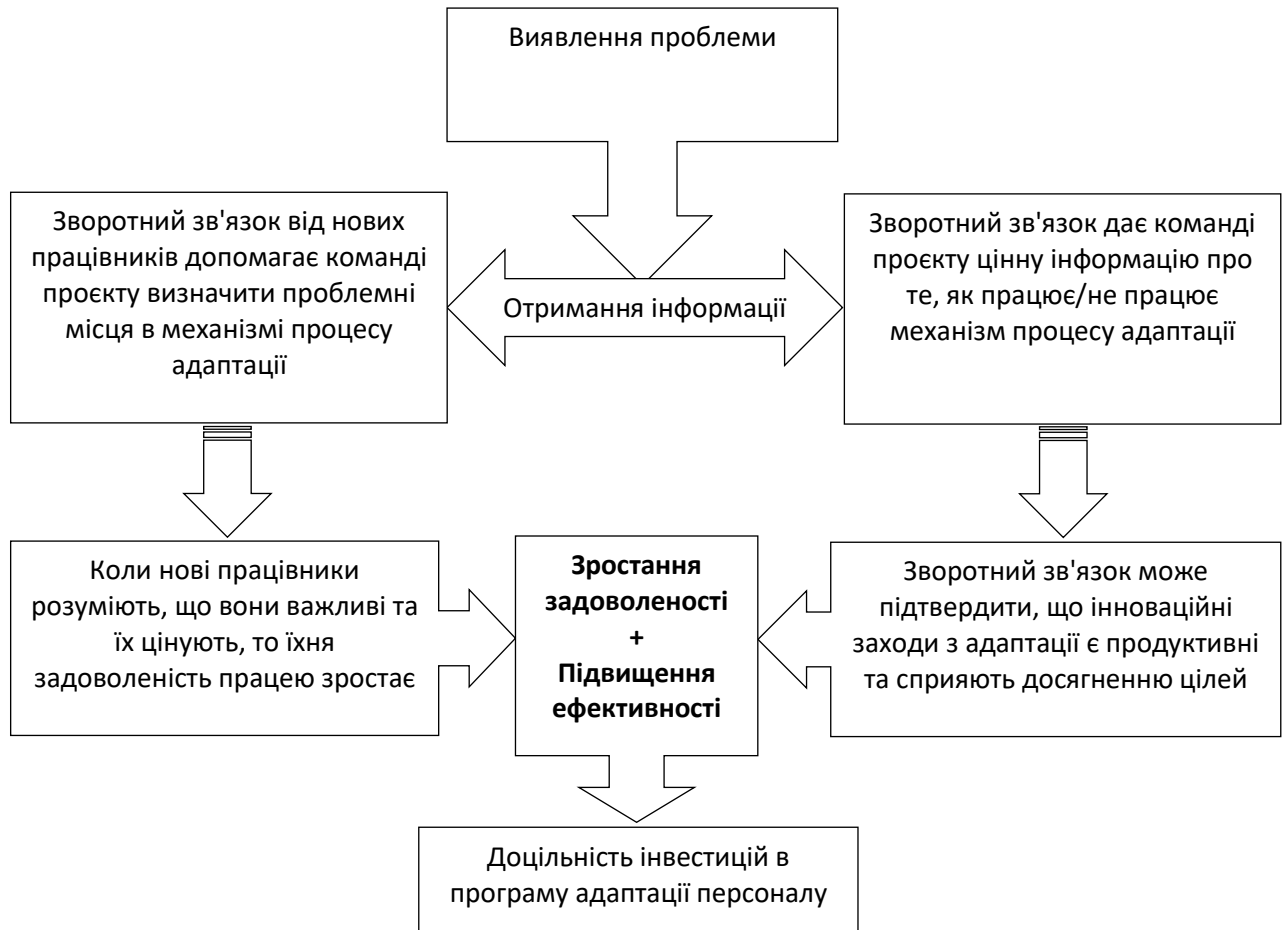 Виявлення проблеми
Зворотний зв'язок від нових
працівників допомагає команді
проєкту визначити проблемні
місця в механізмі процесу
адаптації
Отримання інформації
Зворотний зв'язок дає команді
проєкту цінну інформацію про
те, як працює/не працює
механізм процесу адаптації
Коли нові працівники
розуміють, що вони важливі та
їх цінують, то їхня
задоволеність працею зростає
Зростання
задоволеності
+
Підвищення
ефективності
Зворотний зв'язок може
підтвердити, що інноваційні
заходи з адаптації є продуктивні
та сприяють досягненню цілей
Доцільність інвестицій в
програму адаптації персоналу